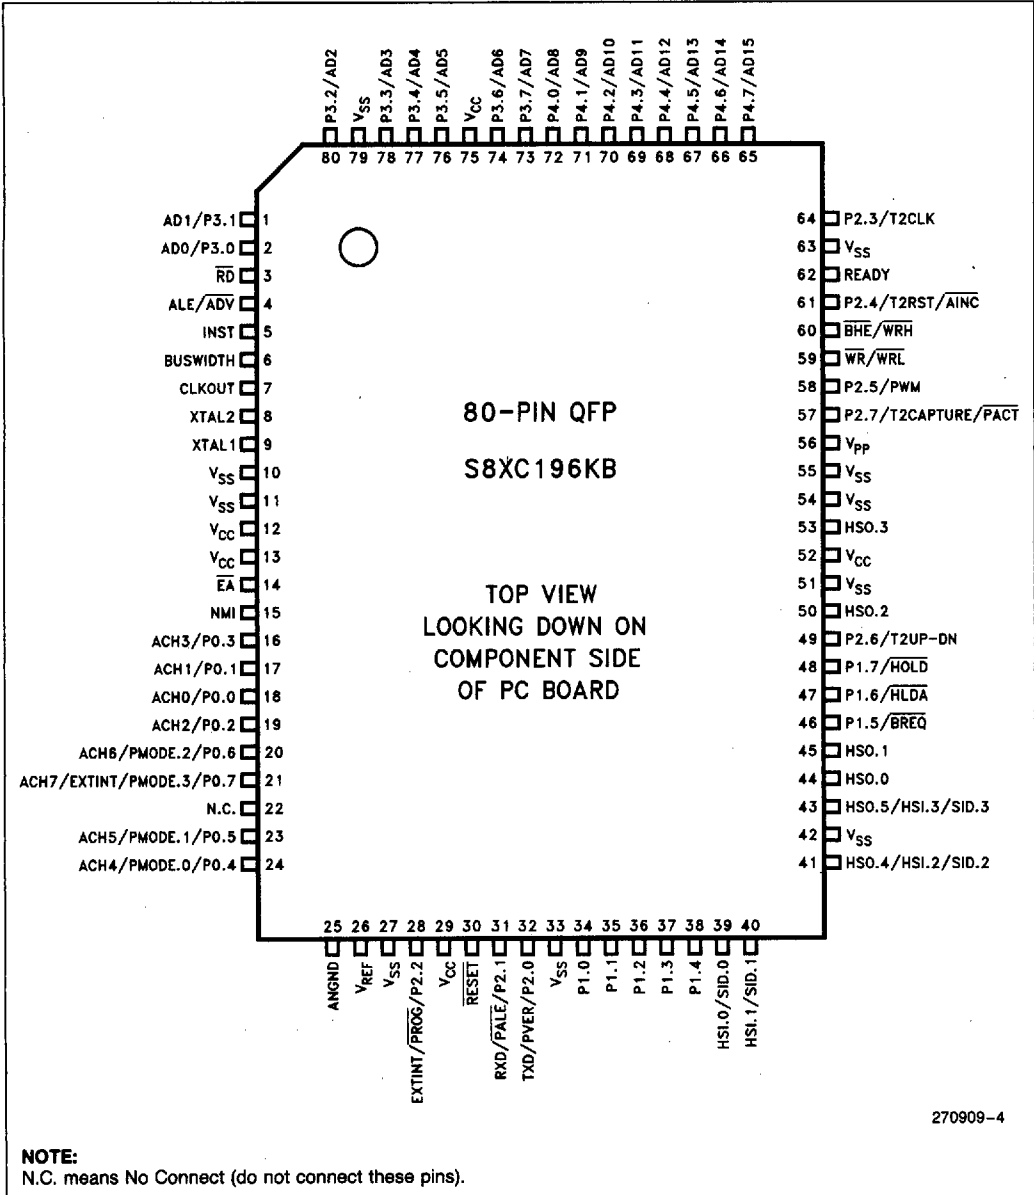 P3.2/AD2
VSS
P3.3/AD3
P3.4/AD4
P3.5/AD5
VCC
P3.6/AD6
P3.7/AD7
P4.0/AD8
P4.1/AD9
P4.2/AD10
P4.3/AD11
P4.4/AD12
P4.5/AD13
P4.6/AD14
P4.7/AD15
80 79 78 77 76 75 74 73 72 71 70 69 68 67 66 65
AD1/P3.1 1
AD0/P3.0 2
RD 3
ALE/ADV 4
INST 5
BUSWIDTH 6
CLKOUT 7
XTAL2 8
XTAL1 9
VSS 10
VSS 11
VCC 12
VCC 13
EA 14
NMI 15
ACH3/P0.3 16
ACH1/P0.1 17
ACH0/P0.0 18
ACH2/P0.2 19
ACH6/PMODE.2/P0.6 20
ACH7/EXTINT/PMODE.3/P0.7 21
N.C. 22
ACH5/PMODE.1/P0.5 23
ACH4/PMODE.0/P0.4 24
80-PIN QFP
S8XC196KB
TOP VIEW
LOOKING DOWN ON
COMPONENT SIDE
OF PC BOARD
64 P2.3/T2CLK
63 VSS
62 READY
61 P2.4/T2RST/AINC
60 BHE/WRH
59 WR/WRL
58 P2.5/PWM
57 P2.7/T2CAPTURE/PACT
56 VPP
55 VSS
54 VSS
53 HSO.3
52 VCC
51 VSS
50 HSO.2
49 P2.6/T2UP-DN
48 P1.7/HOLD
47 P1.6/HLDA
46 P1.5/BREQ
45 HSO.1
44 HSO.0
43 HSO.5/HSI.3/SID.3
42 VSS
41 HSO.4/HSI.2/SID.2
25 26 27 28 29 30 31 32 33 34 35 36 37 38 39 40
ANGND
VREF
VSS
EXTINT/PROG/P2.2
VCC
RESET
RXD/PALE/P2.1
TXD/PVER/P2.0
VSS
P1.0
P1.1
P1.2
P1.3
P1.4
HSI.0/SID.0
HSI.1/SID.1
270909-4
NOTE:
N.C. means No Connect (do not connect these pins).